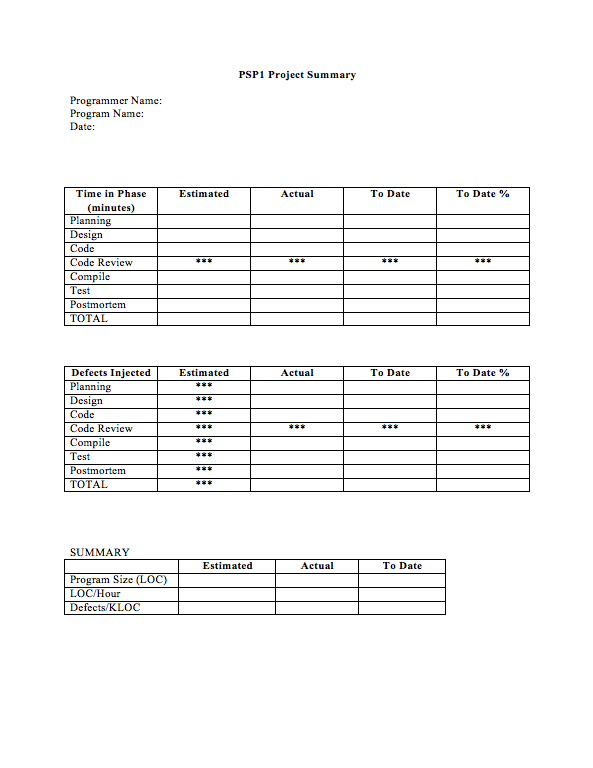 PSP1 Project Summary
Programmer Name:
Program Name:
Date:
Time in Phase (minutes) Estimated Actual To Date To Date %
Planning
Design
Code
Code Review *** *** *** ***
Compile
Test
Postmortem
TOTAL
Defects Injected Estimated Actual To Date To Date %
Planning ***
Design ***
Code ***
Code Review *** *** *** ***
Compile ***
Test ***
Postmortem ***
TOTAL ***
SUMMARY
Estimated Actual To Date
Program Size (LOC)
LOC/Hour
Defects/KLOC